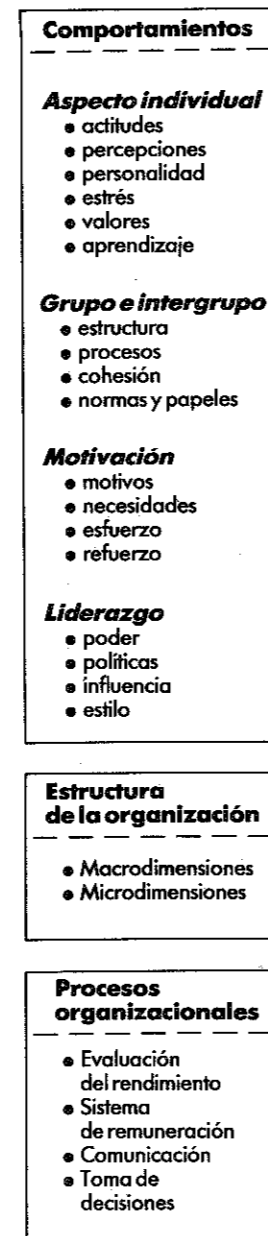 Comportamientos
Aspecto individual
• actitudes
• percepciones
• personalidad
• estrés
• valores
• aprendizaje
Grupo e intergrupo
• estructura
• procesos
• cohesión
• normas y papeles
Motivación
• motivos
• necesidades
• esfuerzo
• refuerzo
Liderazgo
• poder
• políticas
• influencia
• estilo
Estructura
de la organización
• Macrodimensiones
• Microdimensiones
Procesos
organizacionales
• Evaluación
del rendimiento
• Sistema
de remuneración
• Comunicación
• Toma de
decisiones